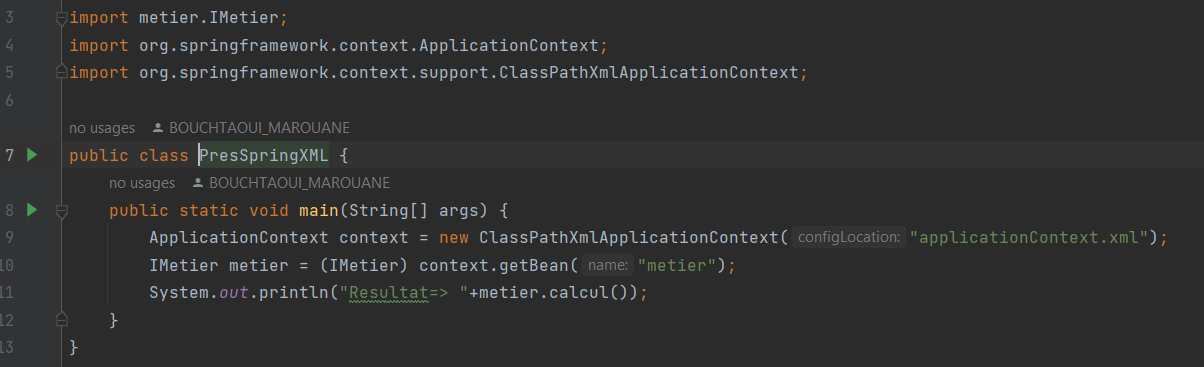 3 import metier.IMetier;
4 import org.springframework.context.ApplicationContext;
5 import org.springframework.context.support.ClassPathXmlApplicationContext;
6
no usages BOUCHTAOUI_MAROUANE
7 public class PresSpringXML {
no usages BOUCHTAOUI_MAROUANE
8 public static void main(String[] args) {
9 ApplicationContext context = new ClassPathXmlApplicationContext( configLocation: "applicationContext.xml");
10 IMetier metier = (IMetier) context.getBean( name: "metier");
11 System.out.println("Resultat=> "+metier.calcul());
12 }
13 }